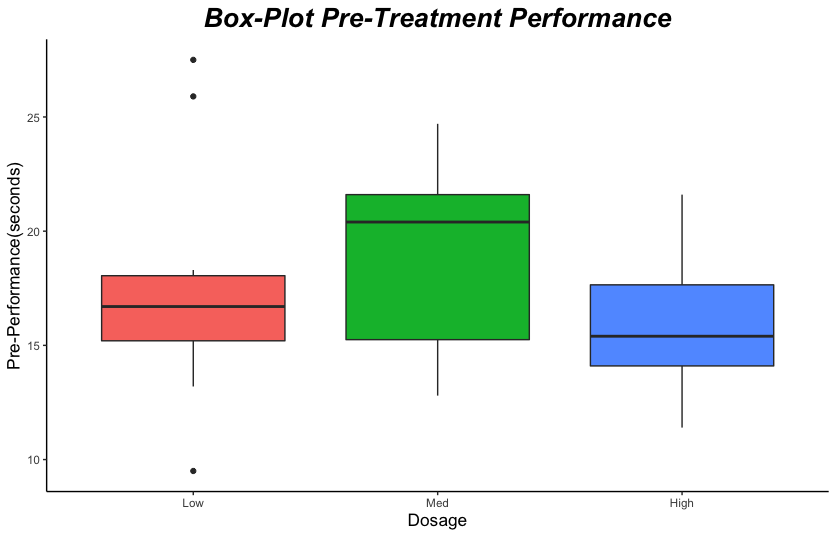 Box-Plot Pre-Treatment Performance
Pre-Performance(seconds)
25
20
15
10
Low Med High
Dosage